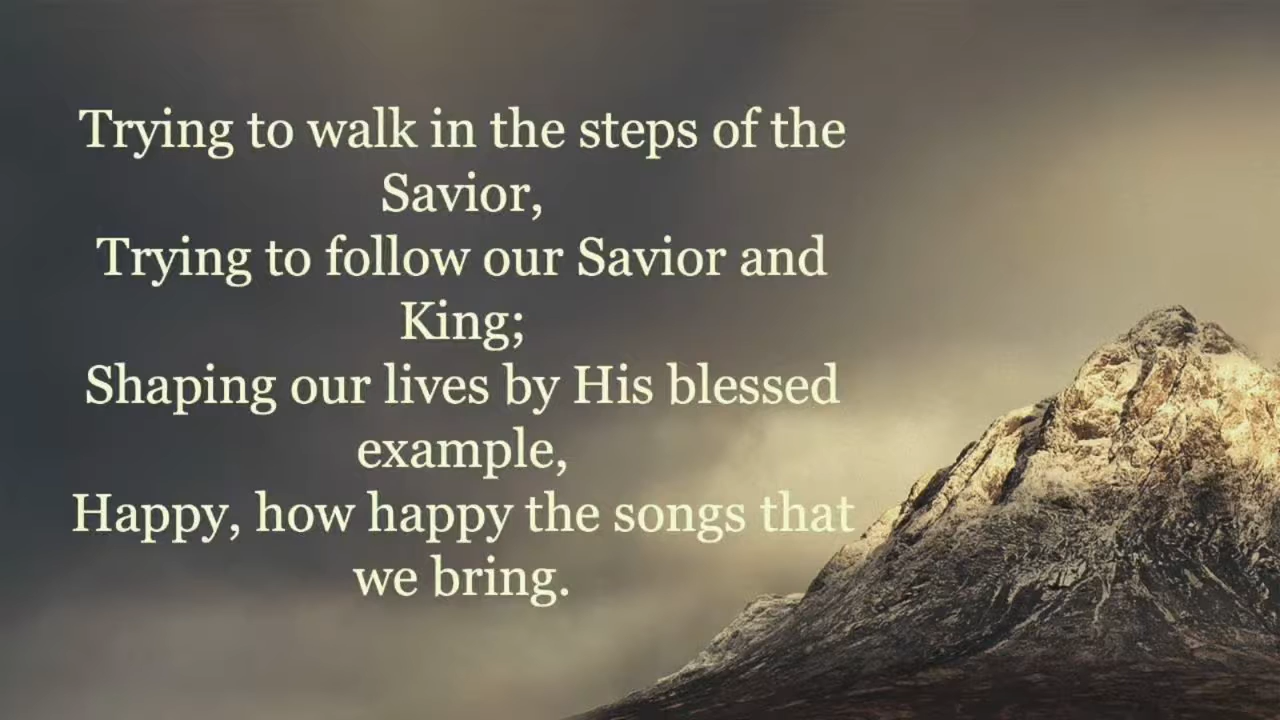 Trying to walk in the steps of the
Savior,
Trying to follow our Savior and
King;
Shaping our lives by His blessed
example,
Happy, how happy the songs that
we bring.